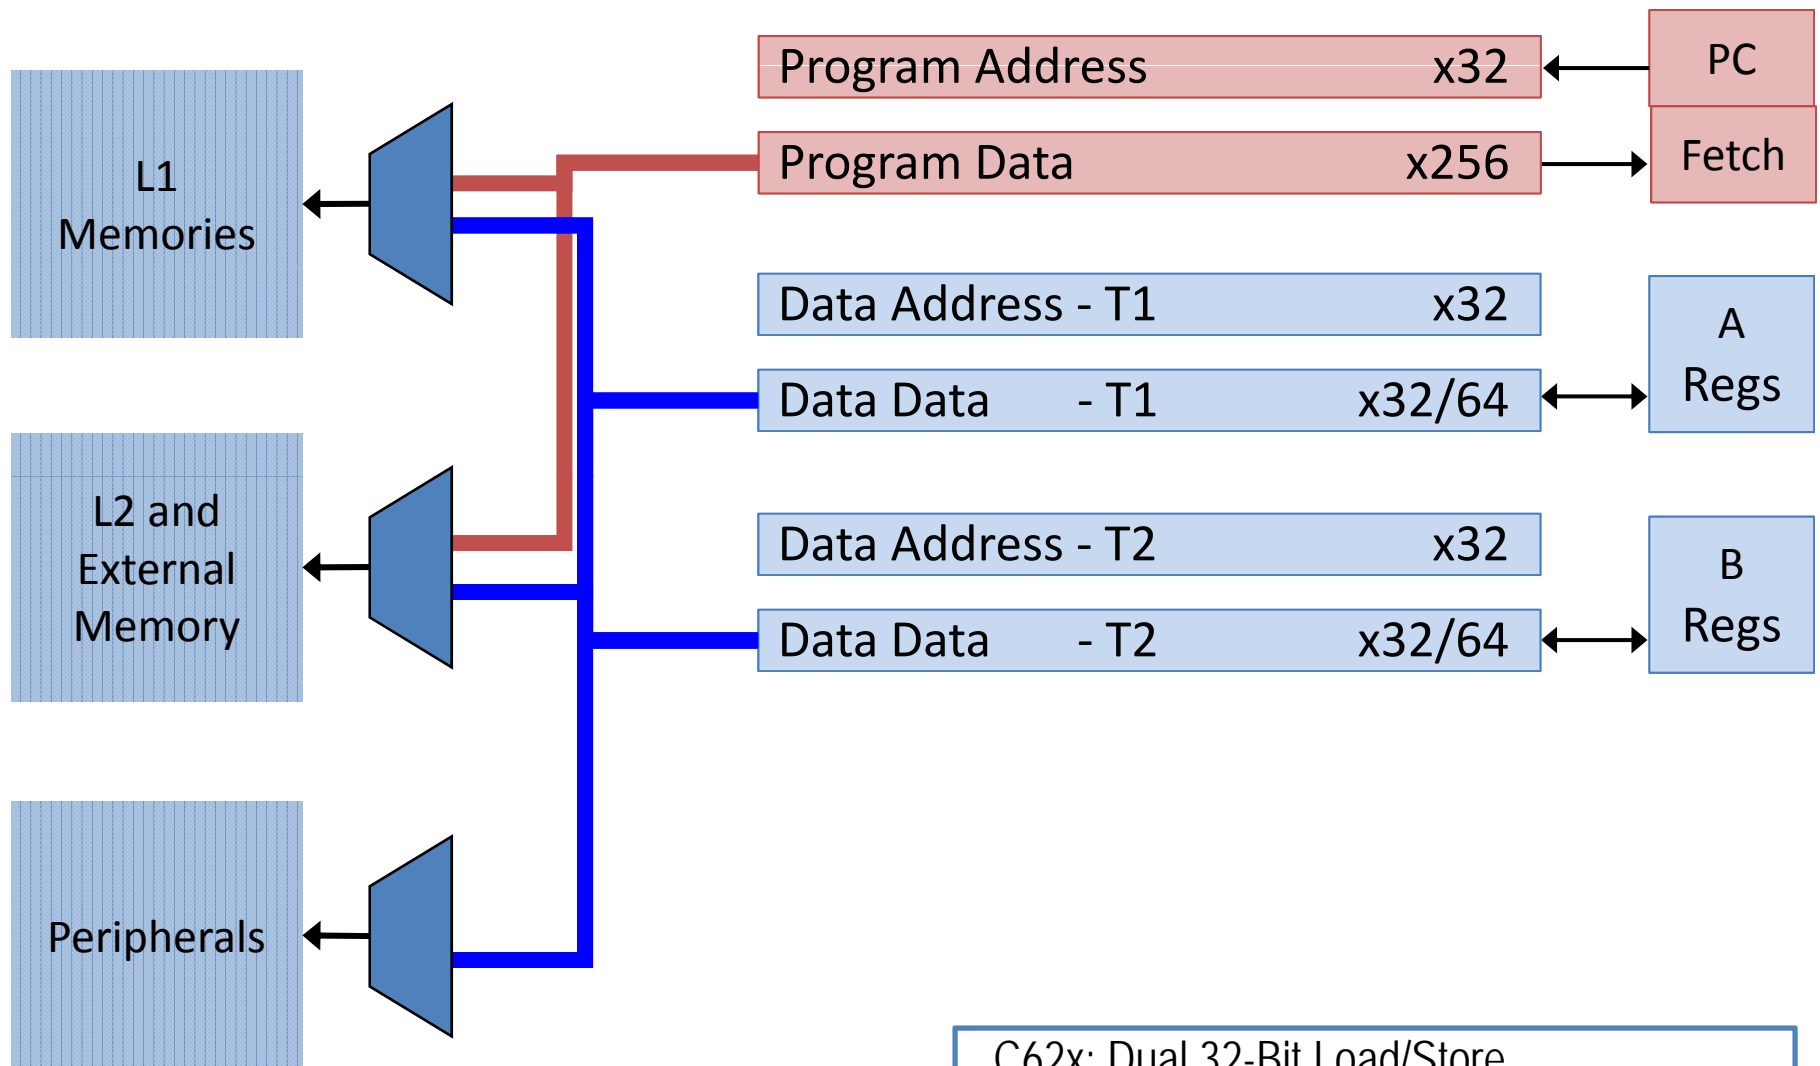 Program Address x32
PC
Program Data x256
Fetch
L1
Memories
Data Address - T1 x32
Data Data - T1 x32/64
A
Regs
L2 and
External
Memory
Data Address - T2 x32
Data Data - T2 x32/64
B
Regs
Peripherals
C62x: Dual 32-Bit Load/Store